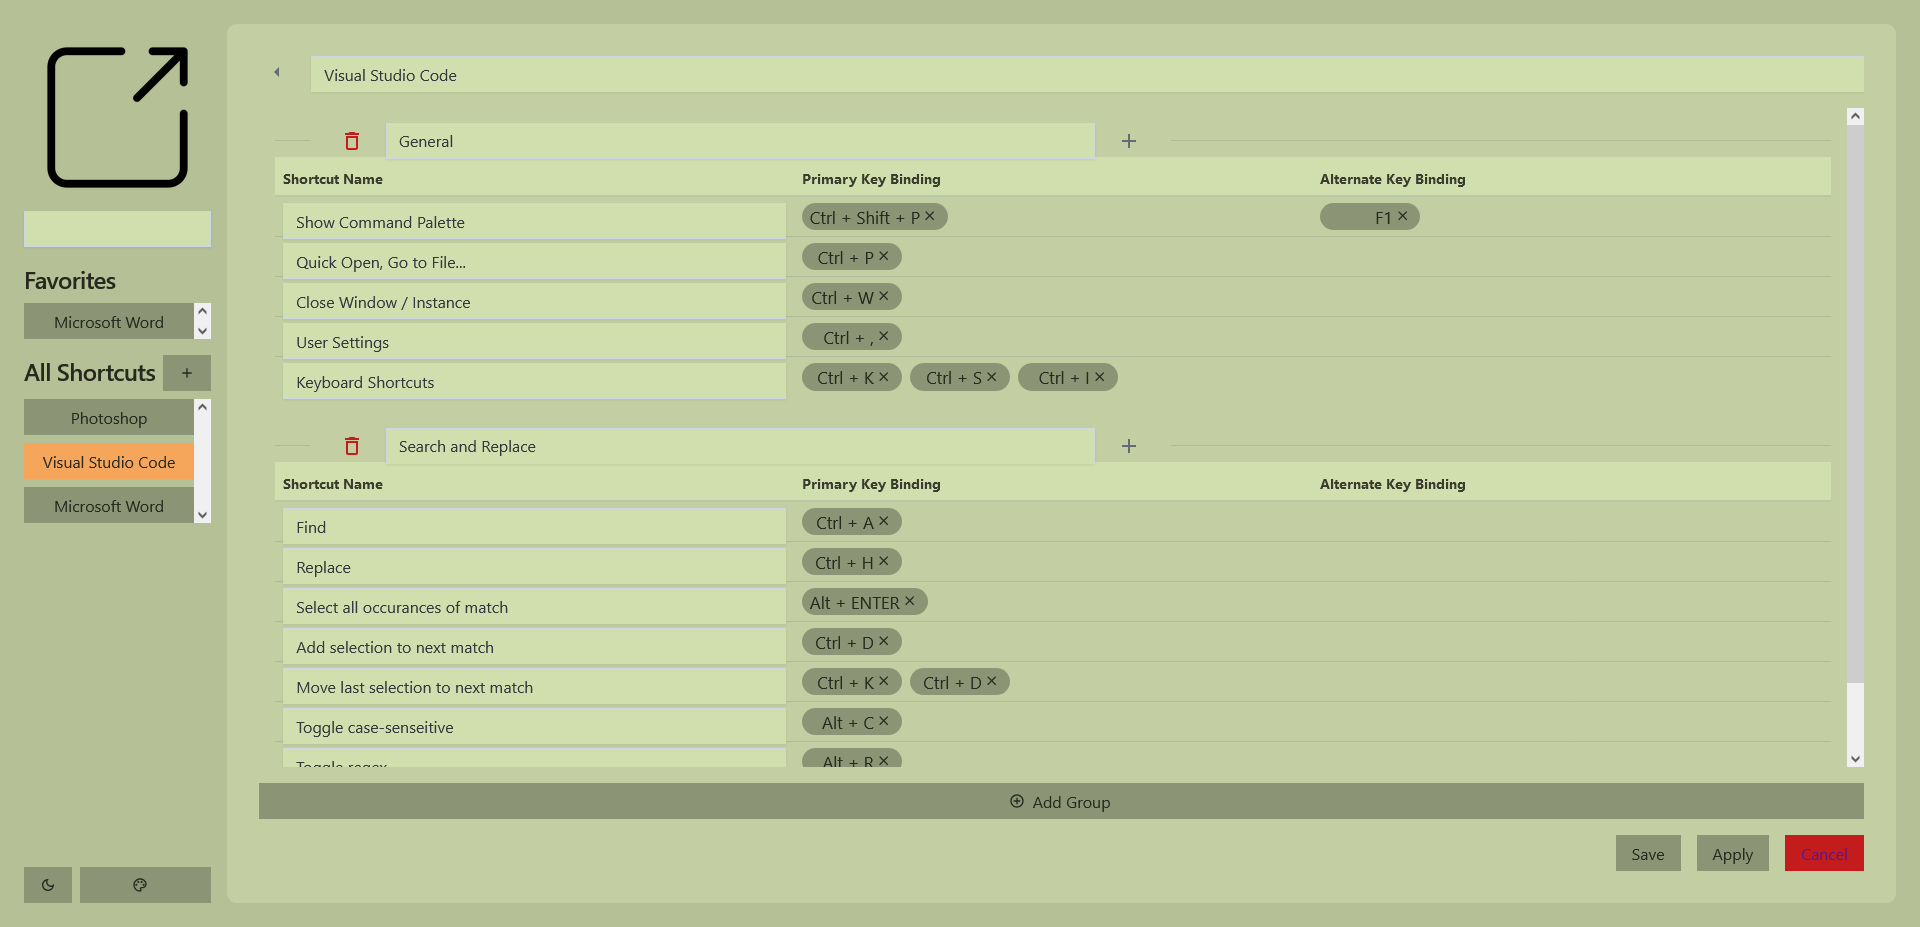 Visual Studio Code
Favorites
Microsoft Word
All Shortcuts +
Photoshop
Visual Studio Code
Microsoft Word
General
Shortcut Name Primary Key Binding Alternate Key Binding
Show Command Palette Ctrl + Shift + P × F1 ×
Quick Open, Go to File... Ctrl + P ×
Close Window / Instance Ctrl + W ×
User Settings Ctrl + , ×
Keyboard Shortcuts Ctrl + K × Ctrl + S × Ctrl + I ×
Search and Replace
Shortcut Name Primary Key Binding Alternate Key Binding
Find Ctrl + A ×
Replace Ctrl + H ×
Select all occurances of match Alt + ENTER ×
Add selection to next match Ctrl + D ×
Move last selection to next match Ctrl + K × Ctrl + D ×
Toggle case-senseitive Alt + C ×
Toggle regex Alt + R ×
Add Group
Save Apply Cancel